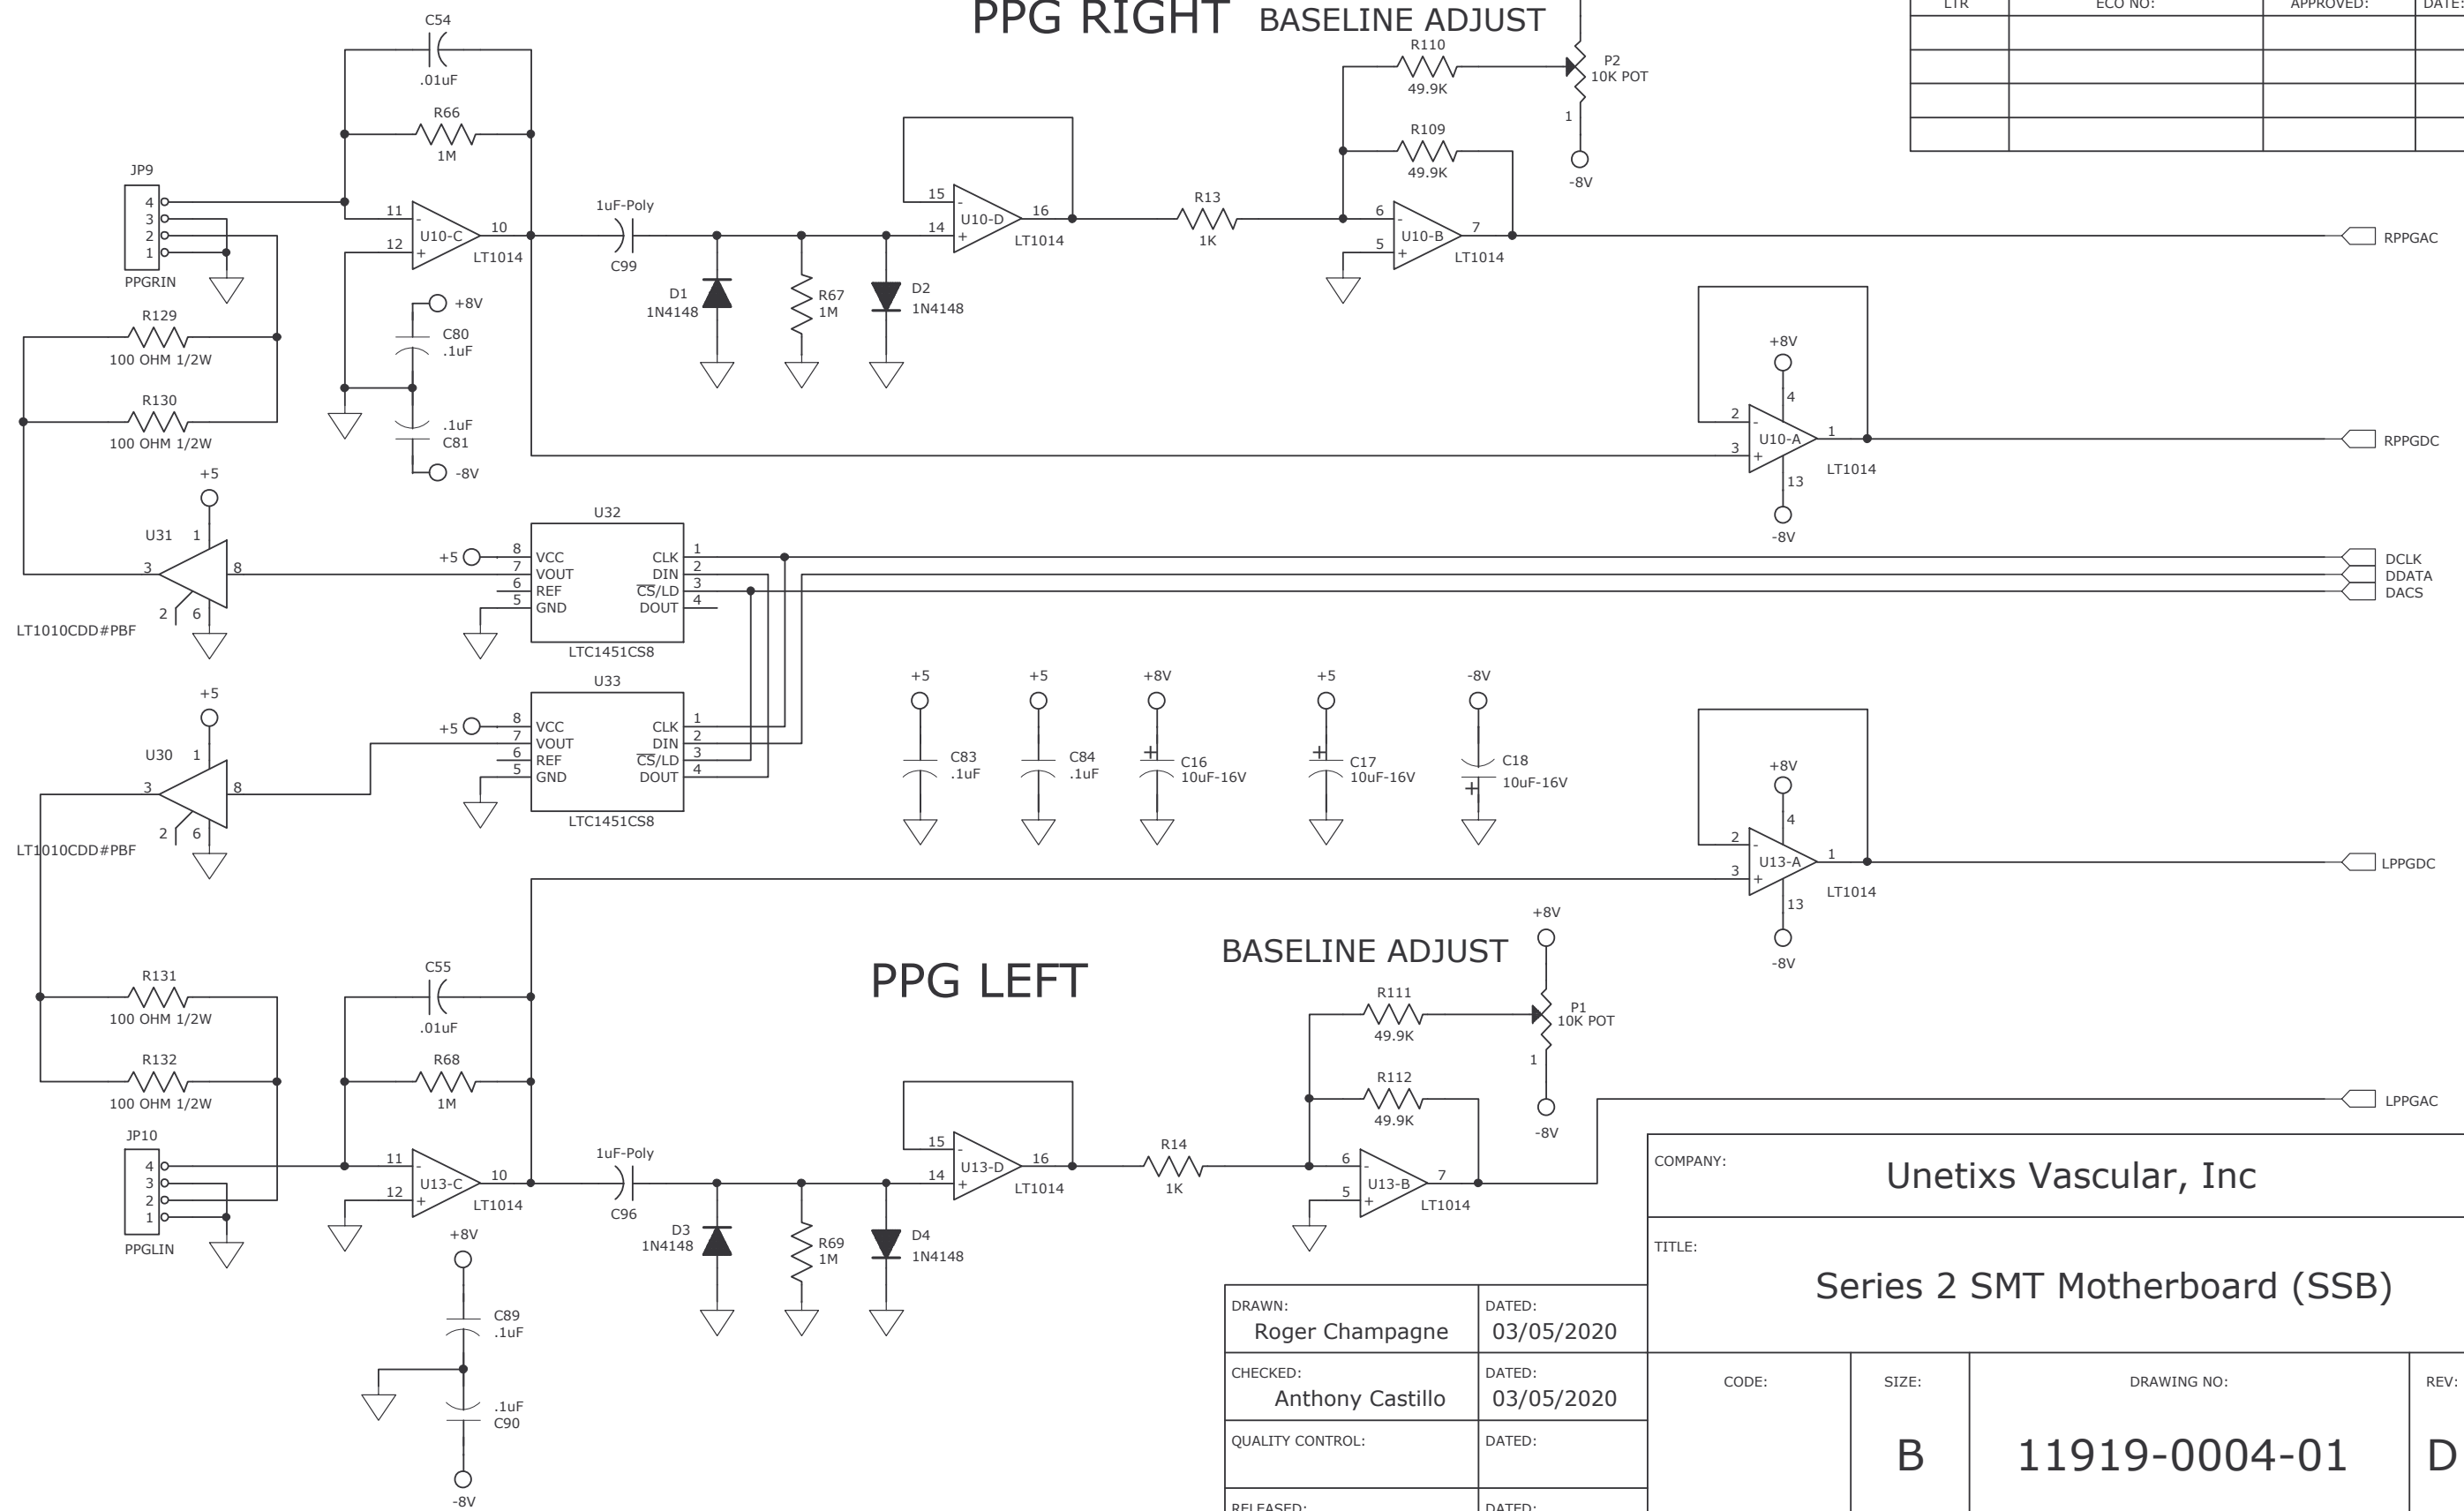 PPG RIGHT
BASELINE ADJUST
LTR ECO NO: APPROVED: DATE:
C54
.01uF
R66
1M
JP9
4
3
2
1
PPGRIN
11 -
12 +
U10-C
10
LT1014
1uF-Poly
C99
D1
1N4148
R67
1M
D2
1N4148
15 -
14 +
U10-D
16
LT1014
R13
1K
R110
49.9K
R109
49.9K
P2
10K POT
1
-8V
6 -
5 +
U10-B
7
LT1014
RPPGAC
R129
100 OHM 1/2W
R130
100 OHM 1/2W
+8V
C80
.1uF
.1uF
C81
-8V
+8V
4
2 -
3 +
U10-A
1
LT1014
13
-8V
RPPGDC
+5
U31
1
3
8
2
6
LT1010CDD#PBF
U32
+5
8 VCC
7 VOUT
6 REF
5 GND
CLK 1
DIN 2
CS/LD 3
DOUT 4
LTC1451CS8
DCLK
DDATA
DACS
+5
U30
1
3
8
2
6
LT1010CDD#PBF
U33
+5
8 VCC
7 VOUT
6 REF
5 GND
CLK 1
DIN 2
CS/LD 3
DOUT 4
LTC1451CS8
+5
C83
.1uF
+5
C84
.1uF
+8V
+
C16
10uF-16V
+5
+
C17
10uF-16V
-8V
C18
10uF-16V
+
+8V
4
2 -
3 +
U13-A
1
LT1014
13
-8V
LPPGDC
PPG LEFT
BASELINE ADJUST
+8V
R111
49.9K
P1
10K POT
1
R112
49.9K
-8V
R131
100 OHM 1/2W
R132
100 OHM 1/2W
C55
.01uF
R68
1M
JP10
4
3
2
1
PPGLIN
11 -
12 +
U13-C
10
LT1014
1uF-Poly
C96
D3
1N4148
R69
1M
D4
1N4148
15 -
14 +
U13-D
16
LT1014
R14
1K
6 -
5 +
U13-B
7
LT1014
LPPGAC
+8V
C89
.1uF
.1uF
C90
-8V
COMPANY:
Unetixs Vascular, Inc
TITLE:
Series 2 SMT Motherboard (SSB)
DRAWN: DATED:
Roger Champagne 03/05/2020
CHECKED: DATED:
Anthony Castillo 03/05/2020
QUALITY CONTROL: DATED:
RELEASED: DATED:
CODE: SIZE: DRAWING NO: REV:
B 11919-0004-01 D